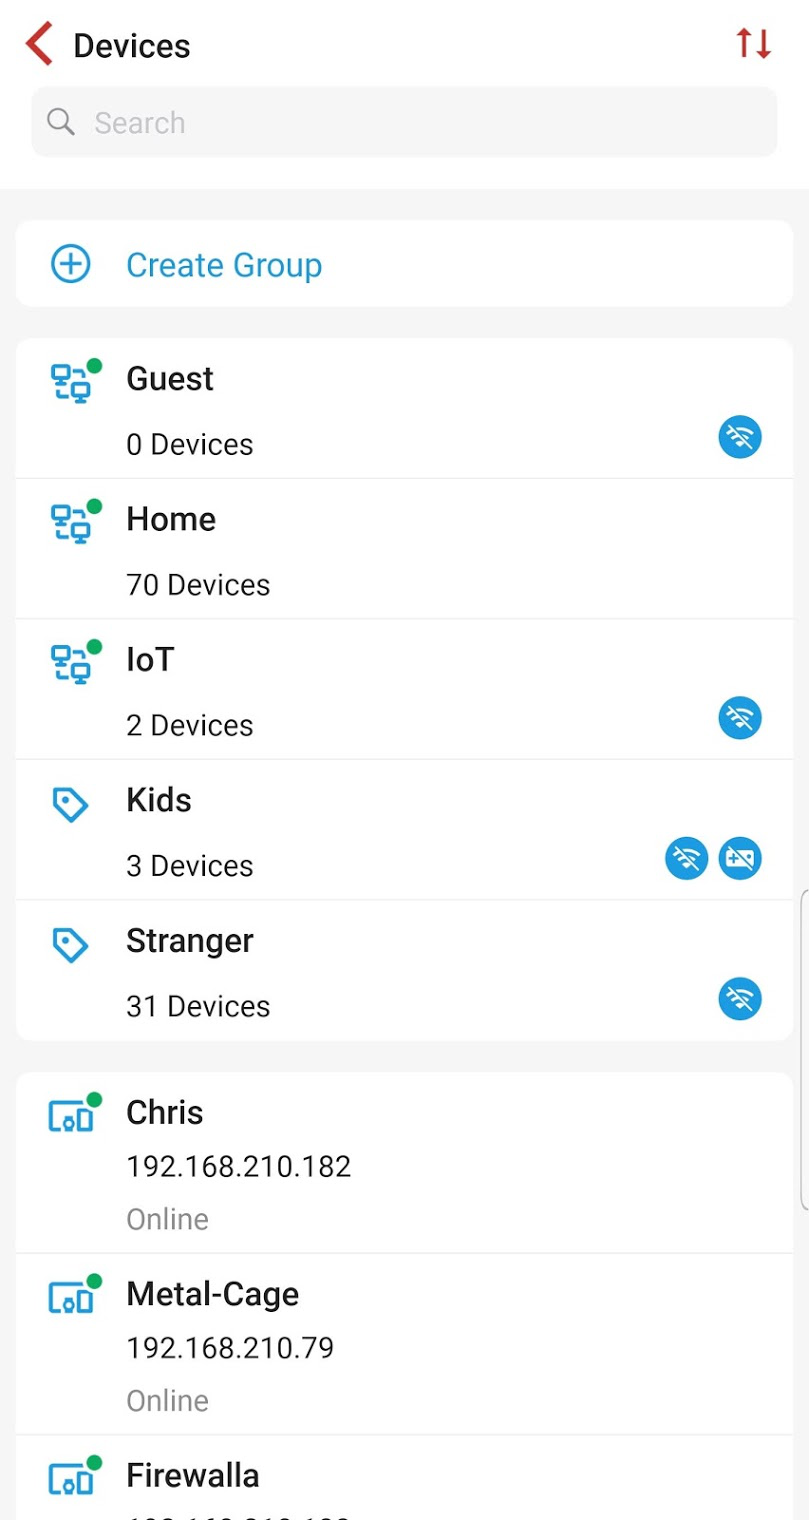 Devices
Search
Create Group
Guest
0 Devices
Home
70 Devices
IoT
2 Devices
Kids
3 Devices
Stranger
31 Devices
Chris
192.168.210.182
Online
Metal-Cage
192.168.210.79
Online
Firewalla